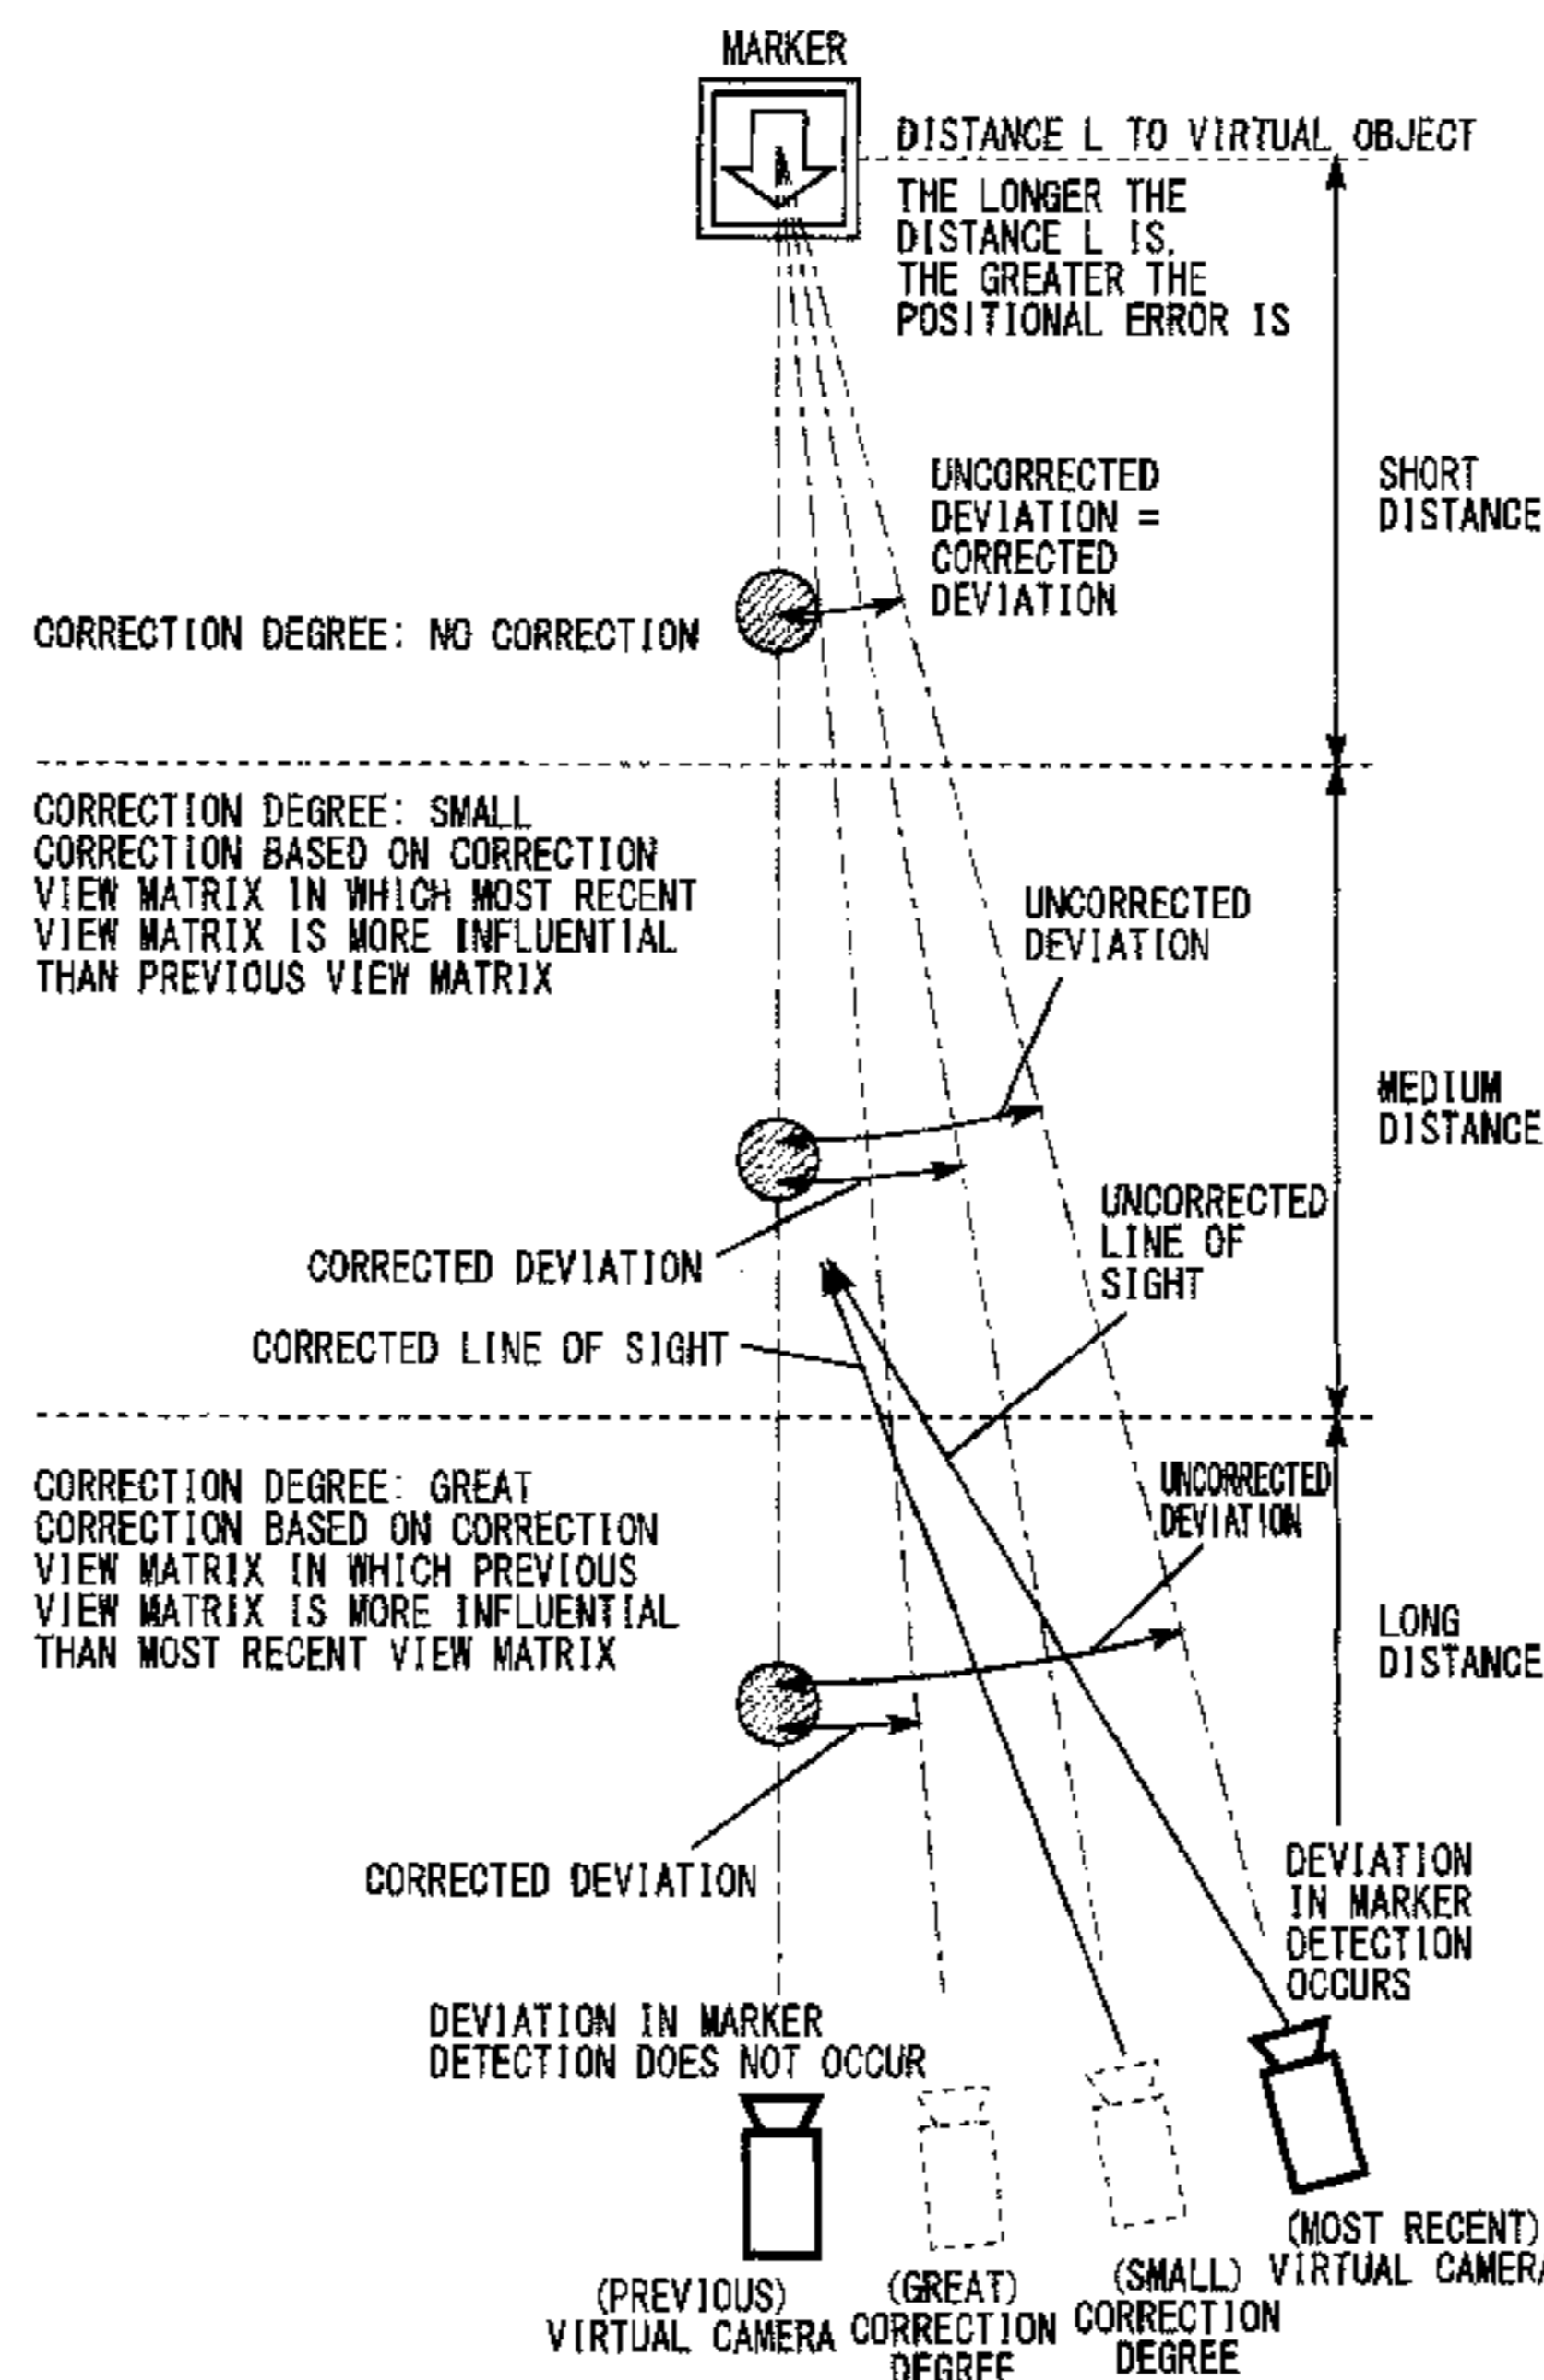 MARKER
DISTANCE L TO VIRTUAL OBJECT
THE LONGER THE
DISTANCE L IS,
THE GREATER THE
POSITIONAL ERROR IS
UNCORRECTED
DEVIATION =
CORRECTED
DEVIATION
SHORT
DISTANCE
CORRECTION DEGREE: NO CORRECTION
CORRECTION DEGREE: SMALL
CORRECTION BASED ON CORRECTION
VIEW MATRIX IN WHICH MOST RECENT
VIEW MATRIX IS MORE INFLUENTIAL
THAN PREVIOUS VIEW MATRIX
UNCORRECTED
DEVIATION
MEDIUM
DISTANCE
UNCORRECTED
LINE OF
SIGHT
CORRECTED DEVIATION
CORRECTED LINE OF SIGHT
CORRECTION DEGREE: GREAT
CORRECTION BASED ON CORRECTION
VIEW MATRIX IN WHICH PREVIOUS
VIEW MATRIX IS MORE INFLUENTIAL
THAN MOST RECENT VIEW MATRIX
UNCORRECTED
DEVIATION
LONG
DISTANCE
CORRECTED DEVIATION
DEVIATION
IN MARKER
DETECTION
OCCURS
DEVIATION IN MARKER
DETECTION DOES NOT OCCUR
(PREVIOUS)
VIRTUAL CAMERA
(GREAT)
CORRECTION
DEGREE
(SMALL)
CORRECTION
DEGREE
(MOST RECENT)
VIRTUAL CAMERA